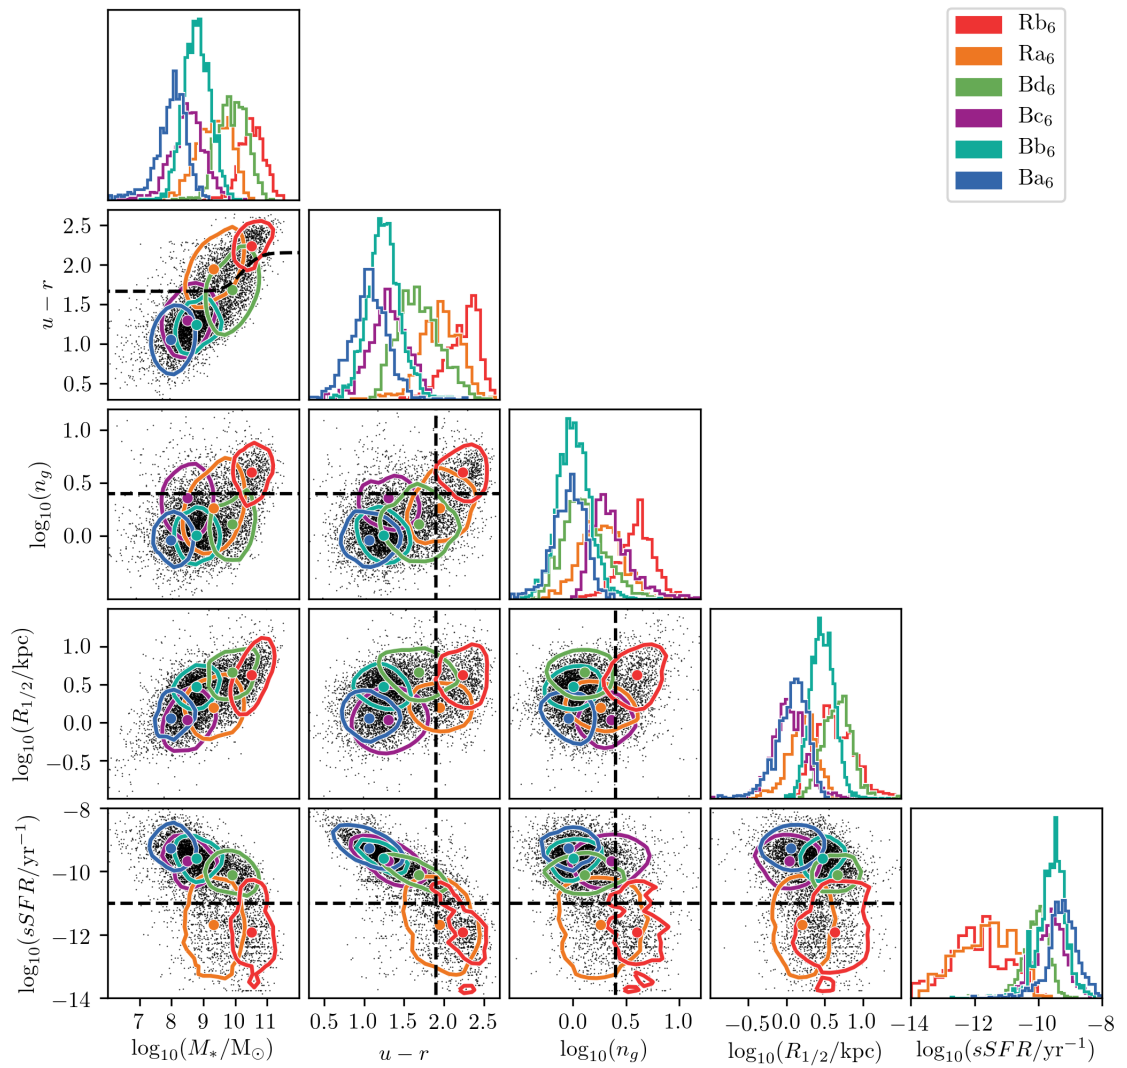 Rb₆
Ra₆
Bd₆
Bc₆
Bb₆
Ba₆
2.5
2.0
1.5
1.0
0.5
u − r
1.0
0.5
0.0
log₁₀(n_g)
1.0
0.5
0.0
−0.5
log₁₀(R₁/₂/kpc)
−8
−10
−12
−14
log₁₀(sSFR/yr⁻¹)
7 8 9 10 11 0.5 1.0 1.5 2.0 2.5 0.0 0.5 1.0 −0.5 0.0 0.5 1.0 −14 −12 −10 −8
log₁₀(M_*/M_⊙) u − r log₁₀(n_g) log₁₀(R₁/₂/kpc) log₁₀(sSFR/yr⁻¹)